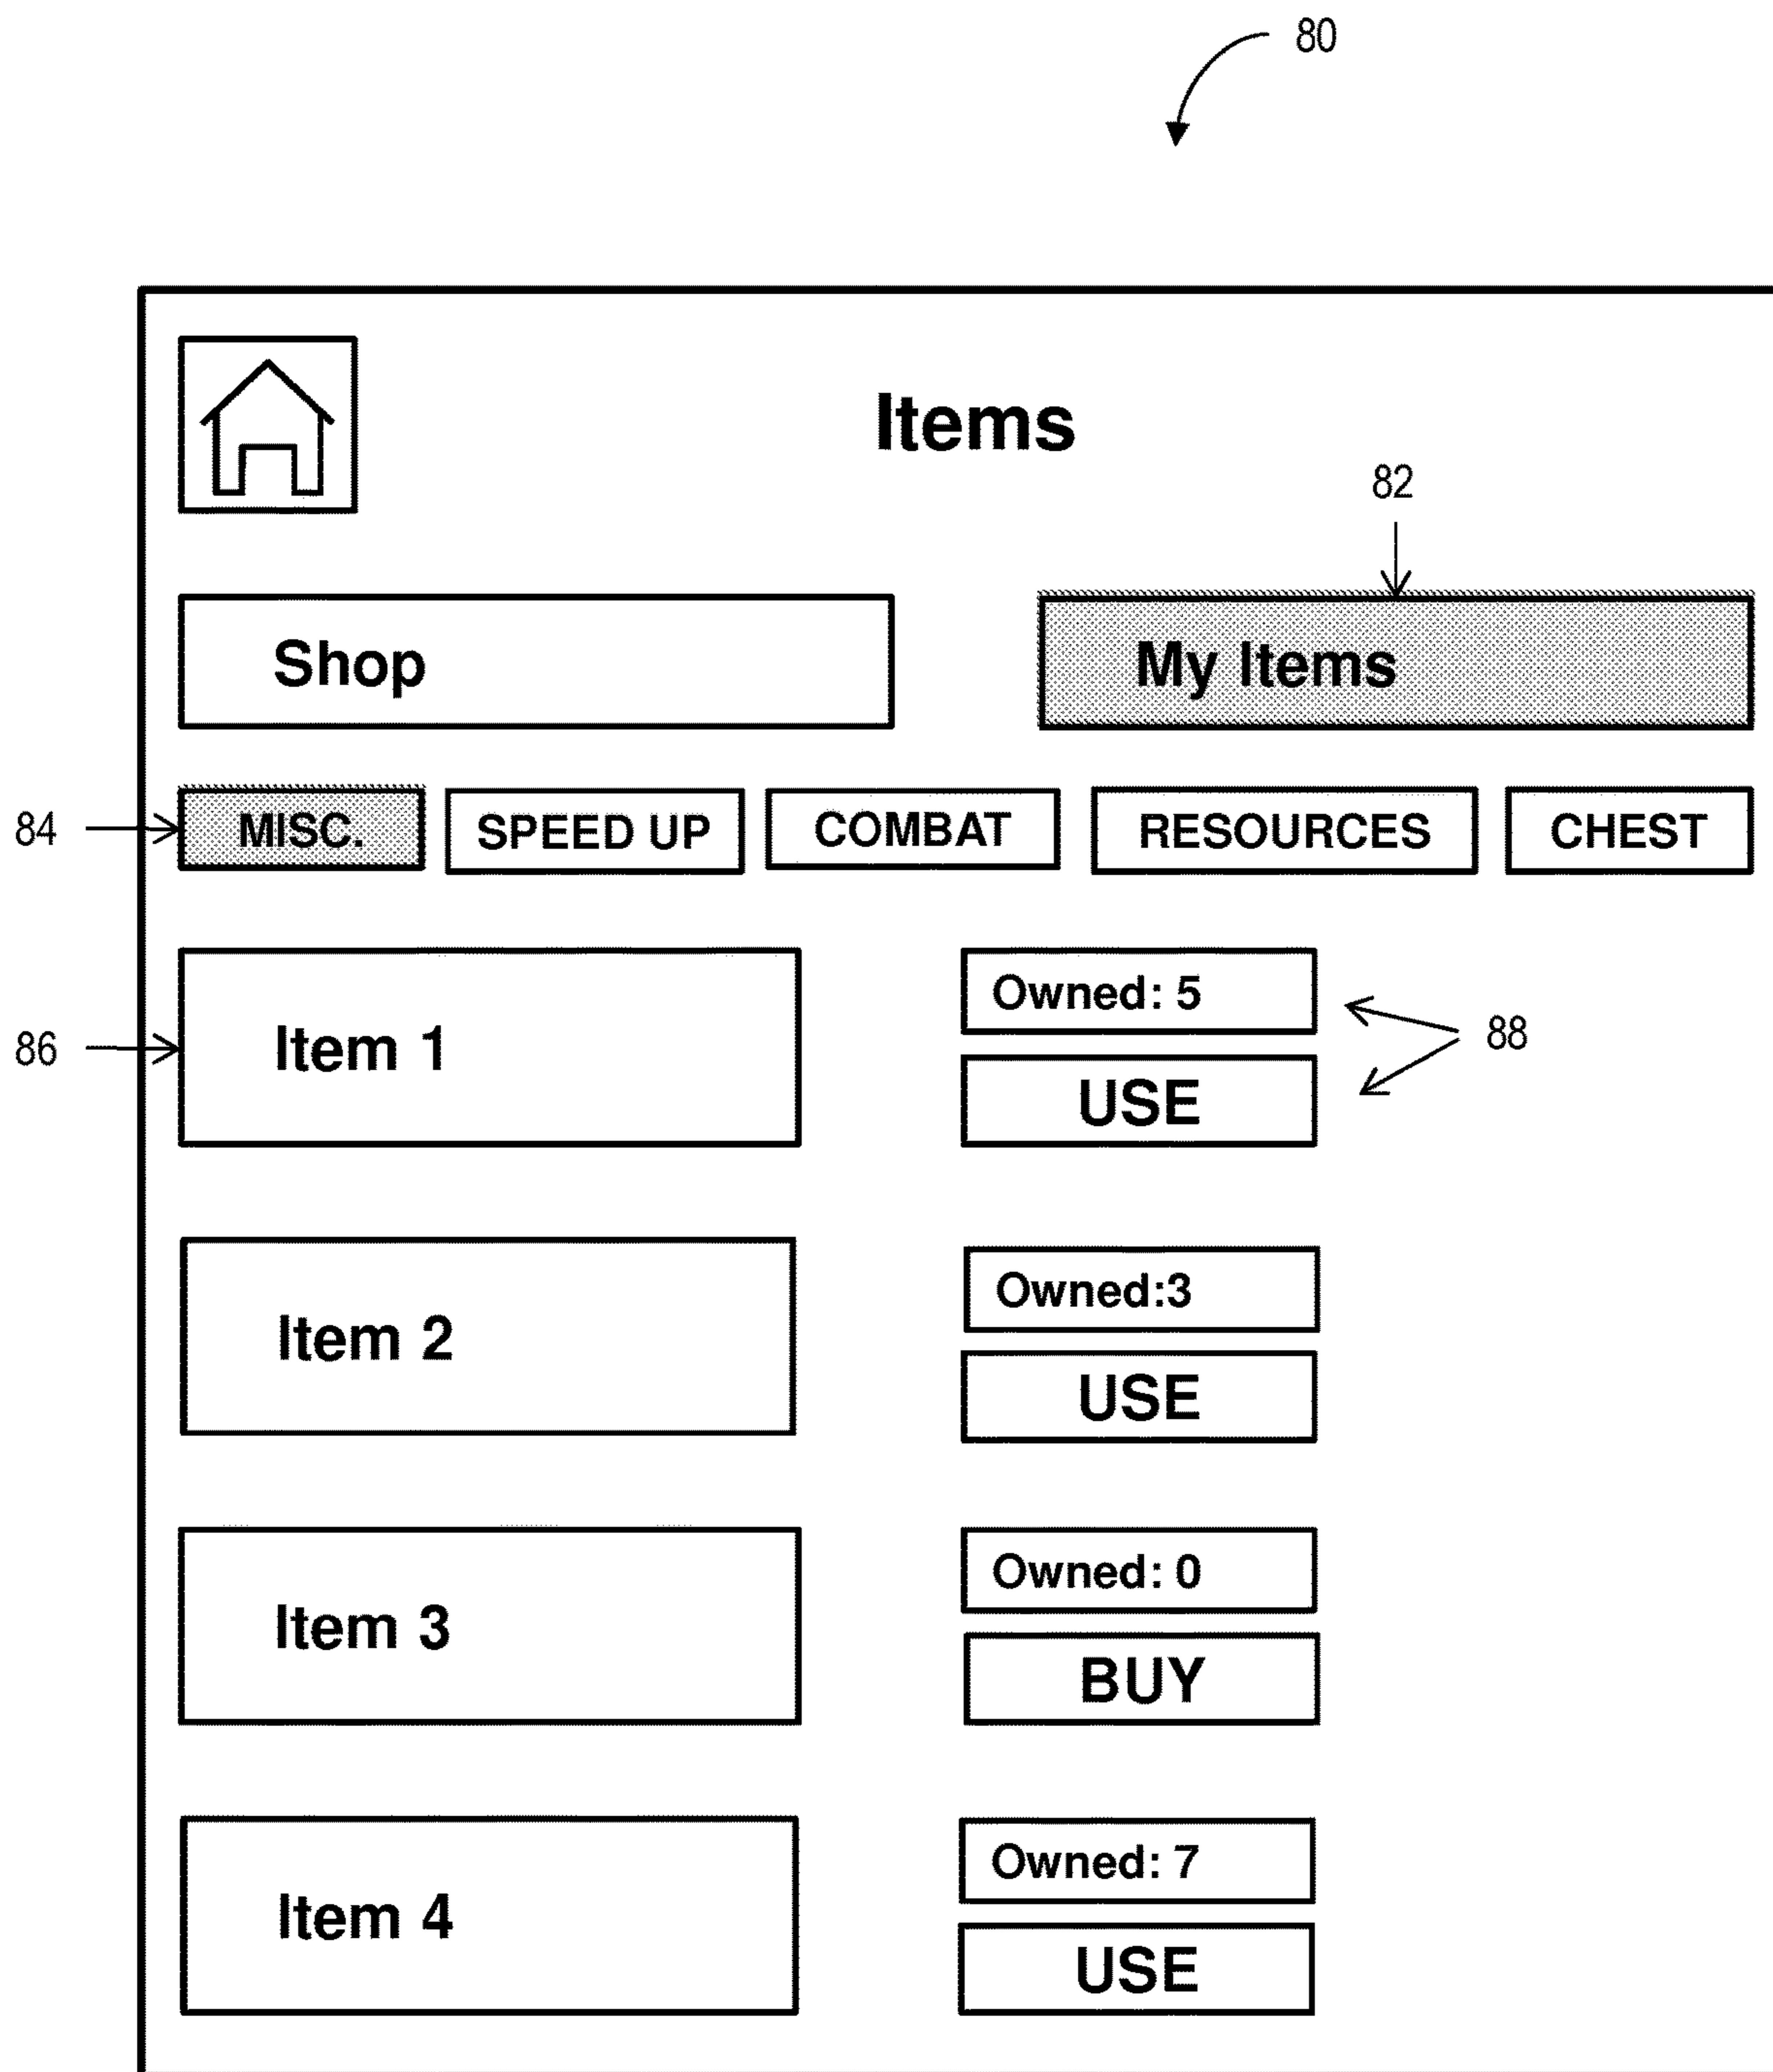 80
Items
82
Shop My Items
84 MISC. SPEED UP COMBAT RESOURCES CHEST
Owned: 5
86 Item 1 88
USE
Owned:3
Item 2
USE
Owned: 0
Item 3
BUY
Owned: 7
Item 4
USE